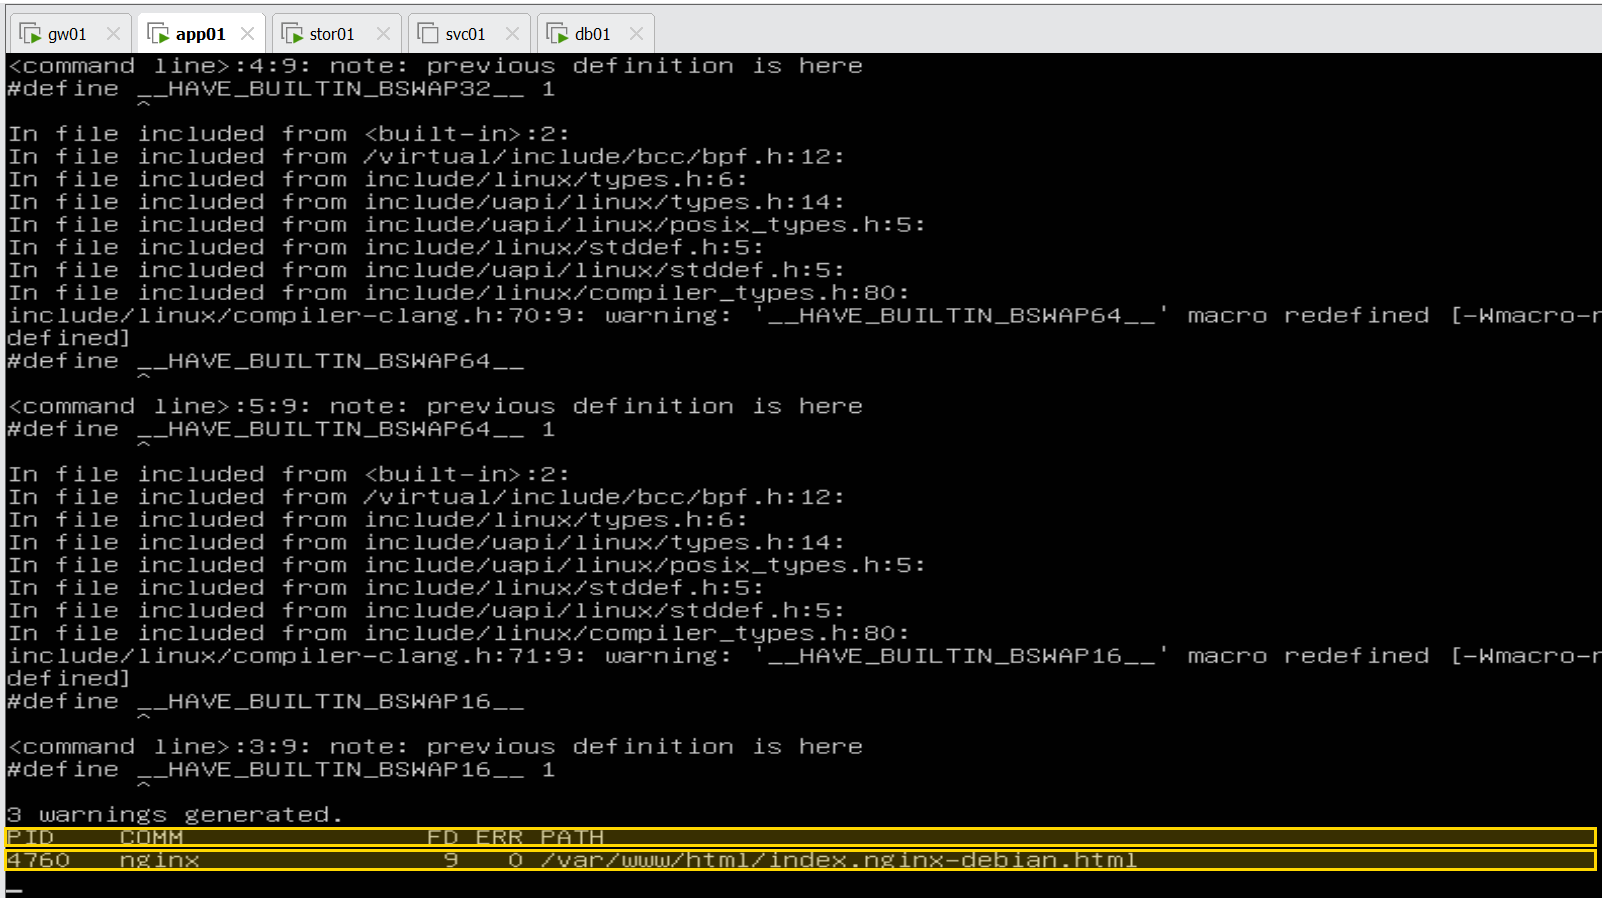 gw01 app01 stor01 svc01 db01
<command line>:4:9: note: previous definition is here
#define __HAVE_BUILTIN_BSWAP32__ 1
^
In file included from <built-in>:2:
In file included from /virtual/include/bcc/bpf.h:12:
In file included from include/linux/types.h:6:
In file included from include/uapi/linux/types.h:14:
In file included from include/uapi/linux/posix_types.h:5:
In file included from include/linux/stddef.h:5:
In file included from include/uapi/linux/stddef.h:5:
In file included from include/linux/compiler_types.h:80:
include/linux/compiler-clang.h:70:9: warning: '__HAVE_BUILTIN_BSWAP64__' macro redefined [-Wmacro-r
defined]
#define __HAVE_BUILTIN_BSWAP64__
^
<command line>:5:9: note: previous definition is here
#define __HAVE_BUILTIN_BSWAP64__ 1
^
In file included from <built-in>:2:
In file included from /virtual/include/bcc/bpf.h:12:
In file included from include/linux/types.h:6:
In file included from include/uapi/linux/types.h:14:
In file included from include/uapi/linux/posix_types.h:5:
In file included from include/linux/stddef.h:5:
In file included from include/uapi/linux/stddef.h:5:
In file included from include/linux/compiler_types.h:80:
include/linux/compiler-clang.h:71:9: warning: '__HAVE_BUILTIN_BSWAP16__' macro redefined [-Wmacro-r
defined]
#define __HAVE_BUILTIN_BSWAP16__
^
<command line>:3:9: note: previous definition is here
#define __HAVE_BUILTIN_BSWAP16__ 1
^
3 warnings generated.
PID COMM FD ERR PATH
4760 nginx 9 0 /var/www/html/index.nginx-debian.html